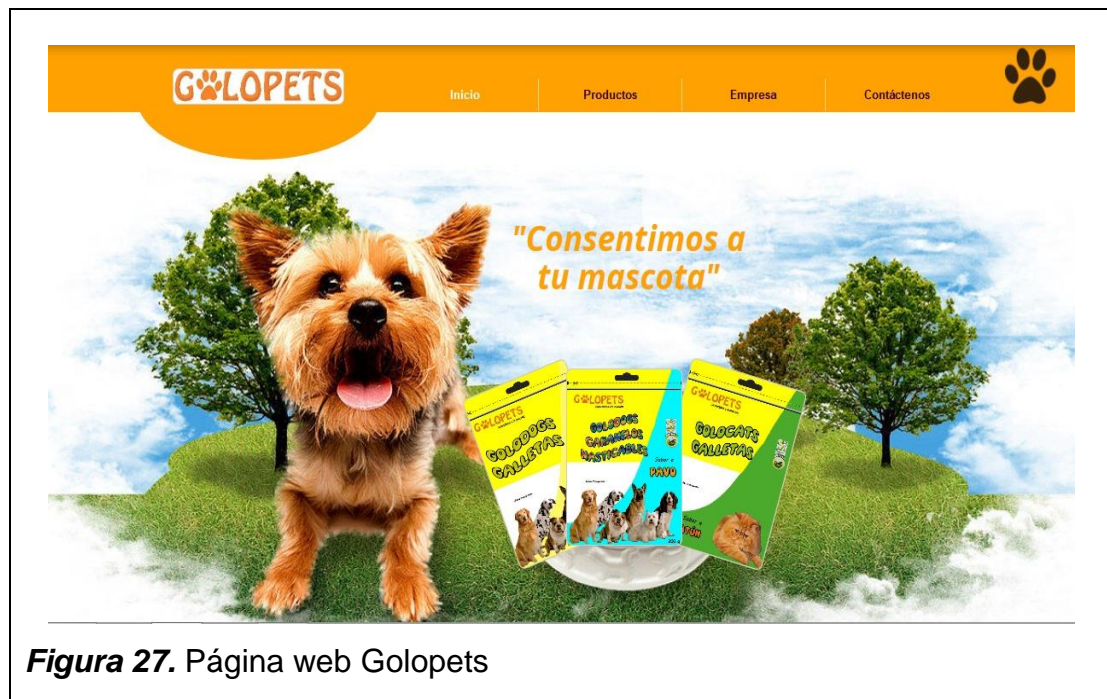 GOLOPETS
Inicio
Productos
Empresa
Contáctenos
"Consentimos a
tu mascota"
GOLOPETS
GOLODOGS
GALLETAS
GOLOPETS
GOLODOGS
CARAMELOS
MASTICABLES
Sabor a
PAVO
GOLOPETS
GOLOCATS
GALLETAS
Sabor a
Figura 27. Página web Golopets